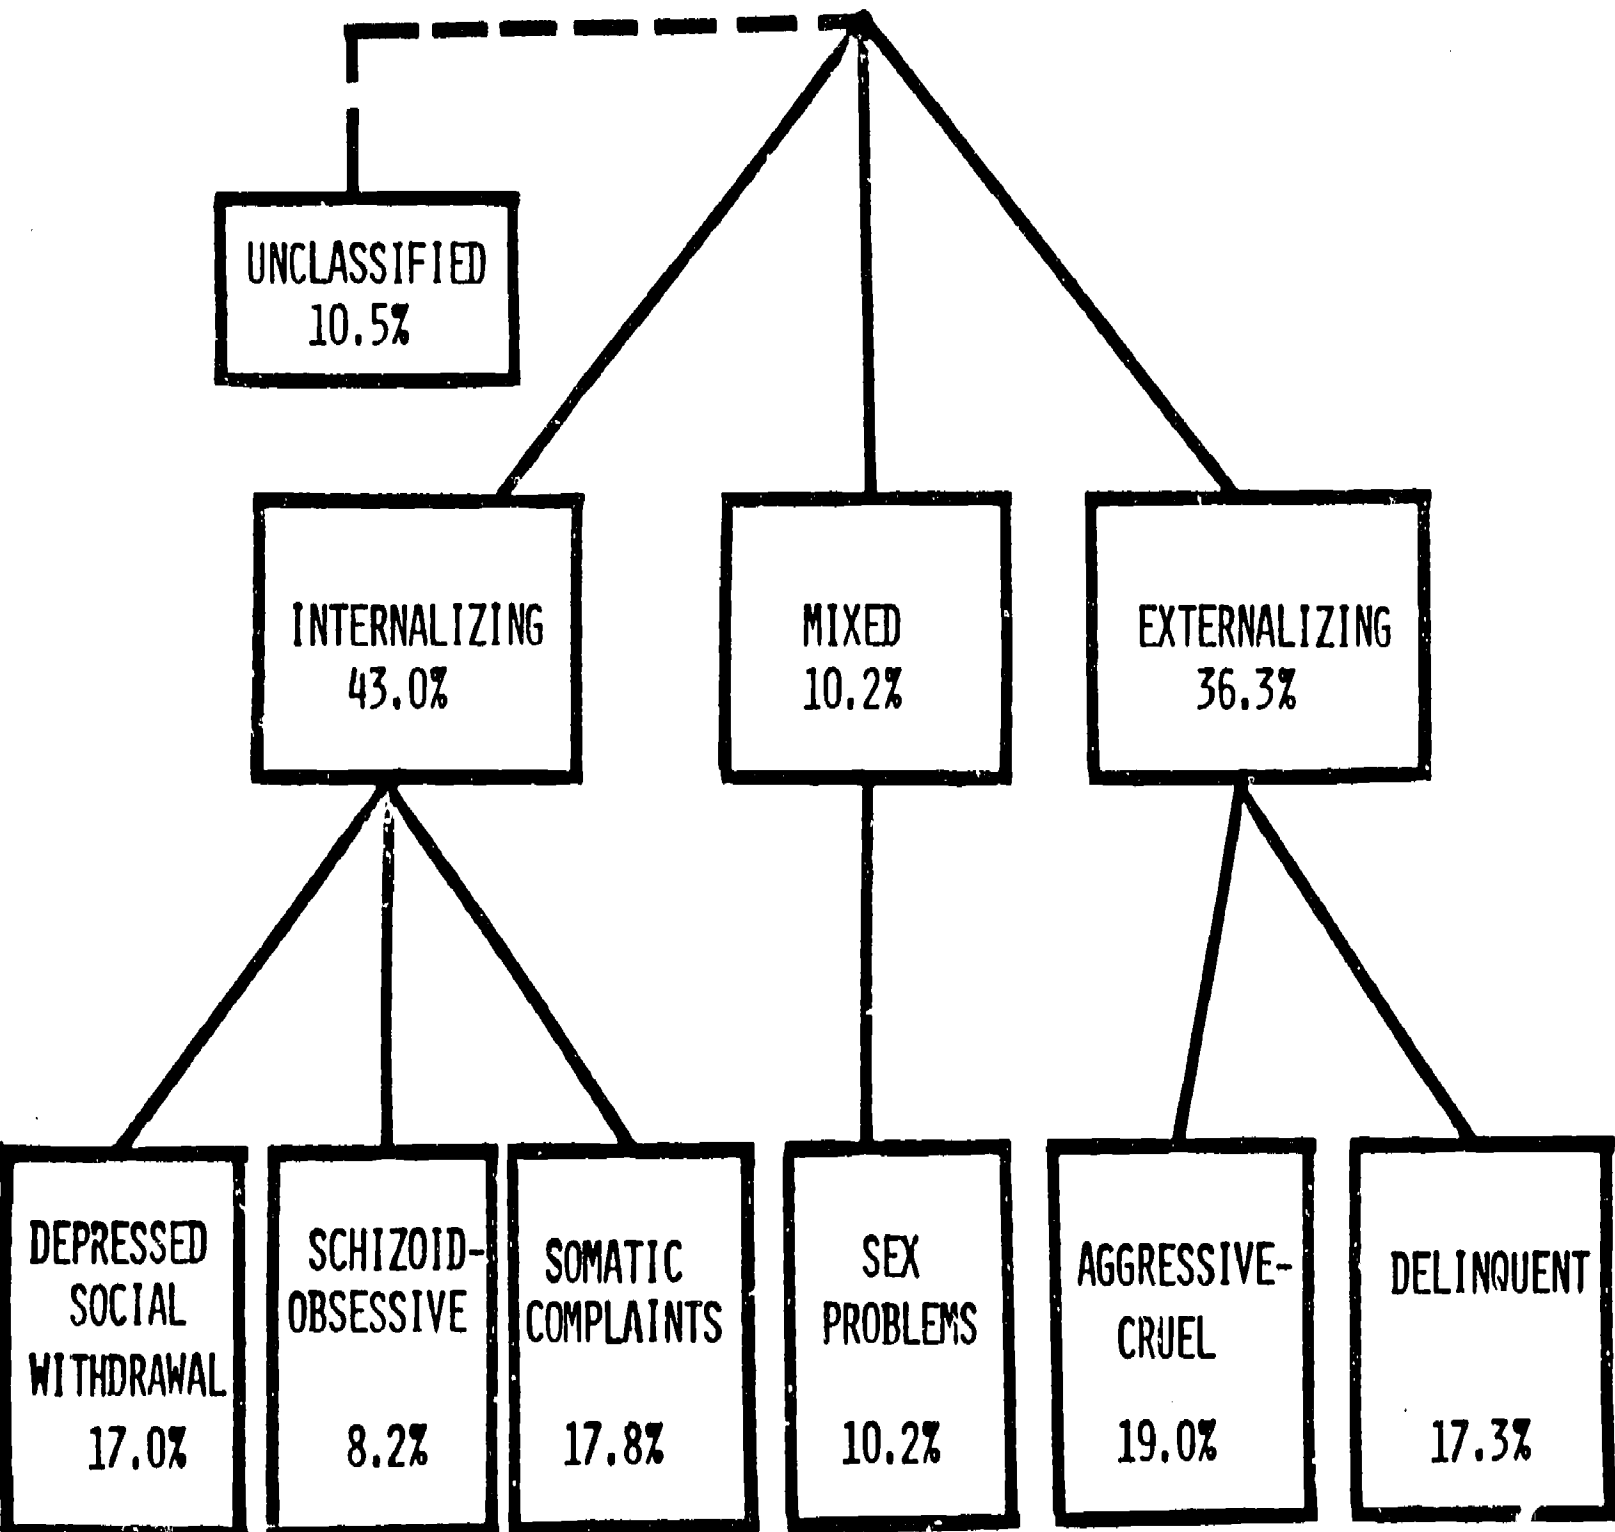 UNCLASSIFIED
10.5%
INTERNALIZING
43.0%
MIXED
10.2%
EXTERNALIZING
36.3%
DEPRESSED
SOCIAL
WITHDRAWAL
17.0%
SCHIZOID-
OBSESSIVE
8.2%
SOMATIC
COMPLAINTS
17.8%
SEX
PROBLEMS
10.2%
AGGRESSIVE-
CRUEL
19.0%
DELINQUENT
17.3%